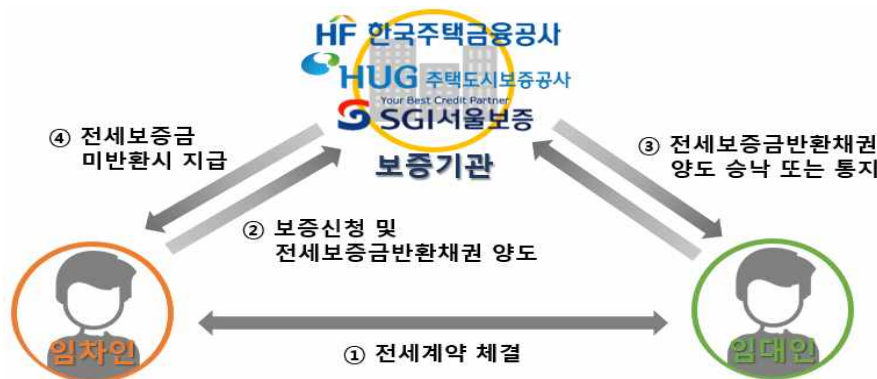 HF 한국주택금융공사
HUG 주택도시보증공사
Your Best Credit Partner
SGI서울보증
보증기관
④ 전세보증금
미반환시 지급
③ 전세보증금반환채권
양도 승낙 또는 통지
② 보증신청 및
전세보증금반환채권 양도
임차인
임대인
① 전세계약 체결